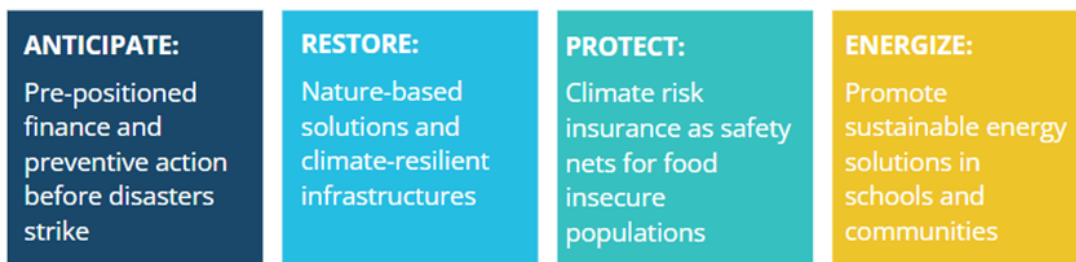 ANTICIPATE:
Pre-positioned
finance and
preventive action
before disasters
strike
RESTORE:
Nature-based
solutions and
climate-resilient
infrastructures
PROTECT:
Climate risk
insurance as safety
nets for food
insecure
populations
ENERGIZE:
Promote
sustainable energy
solutions in
schools and
communities